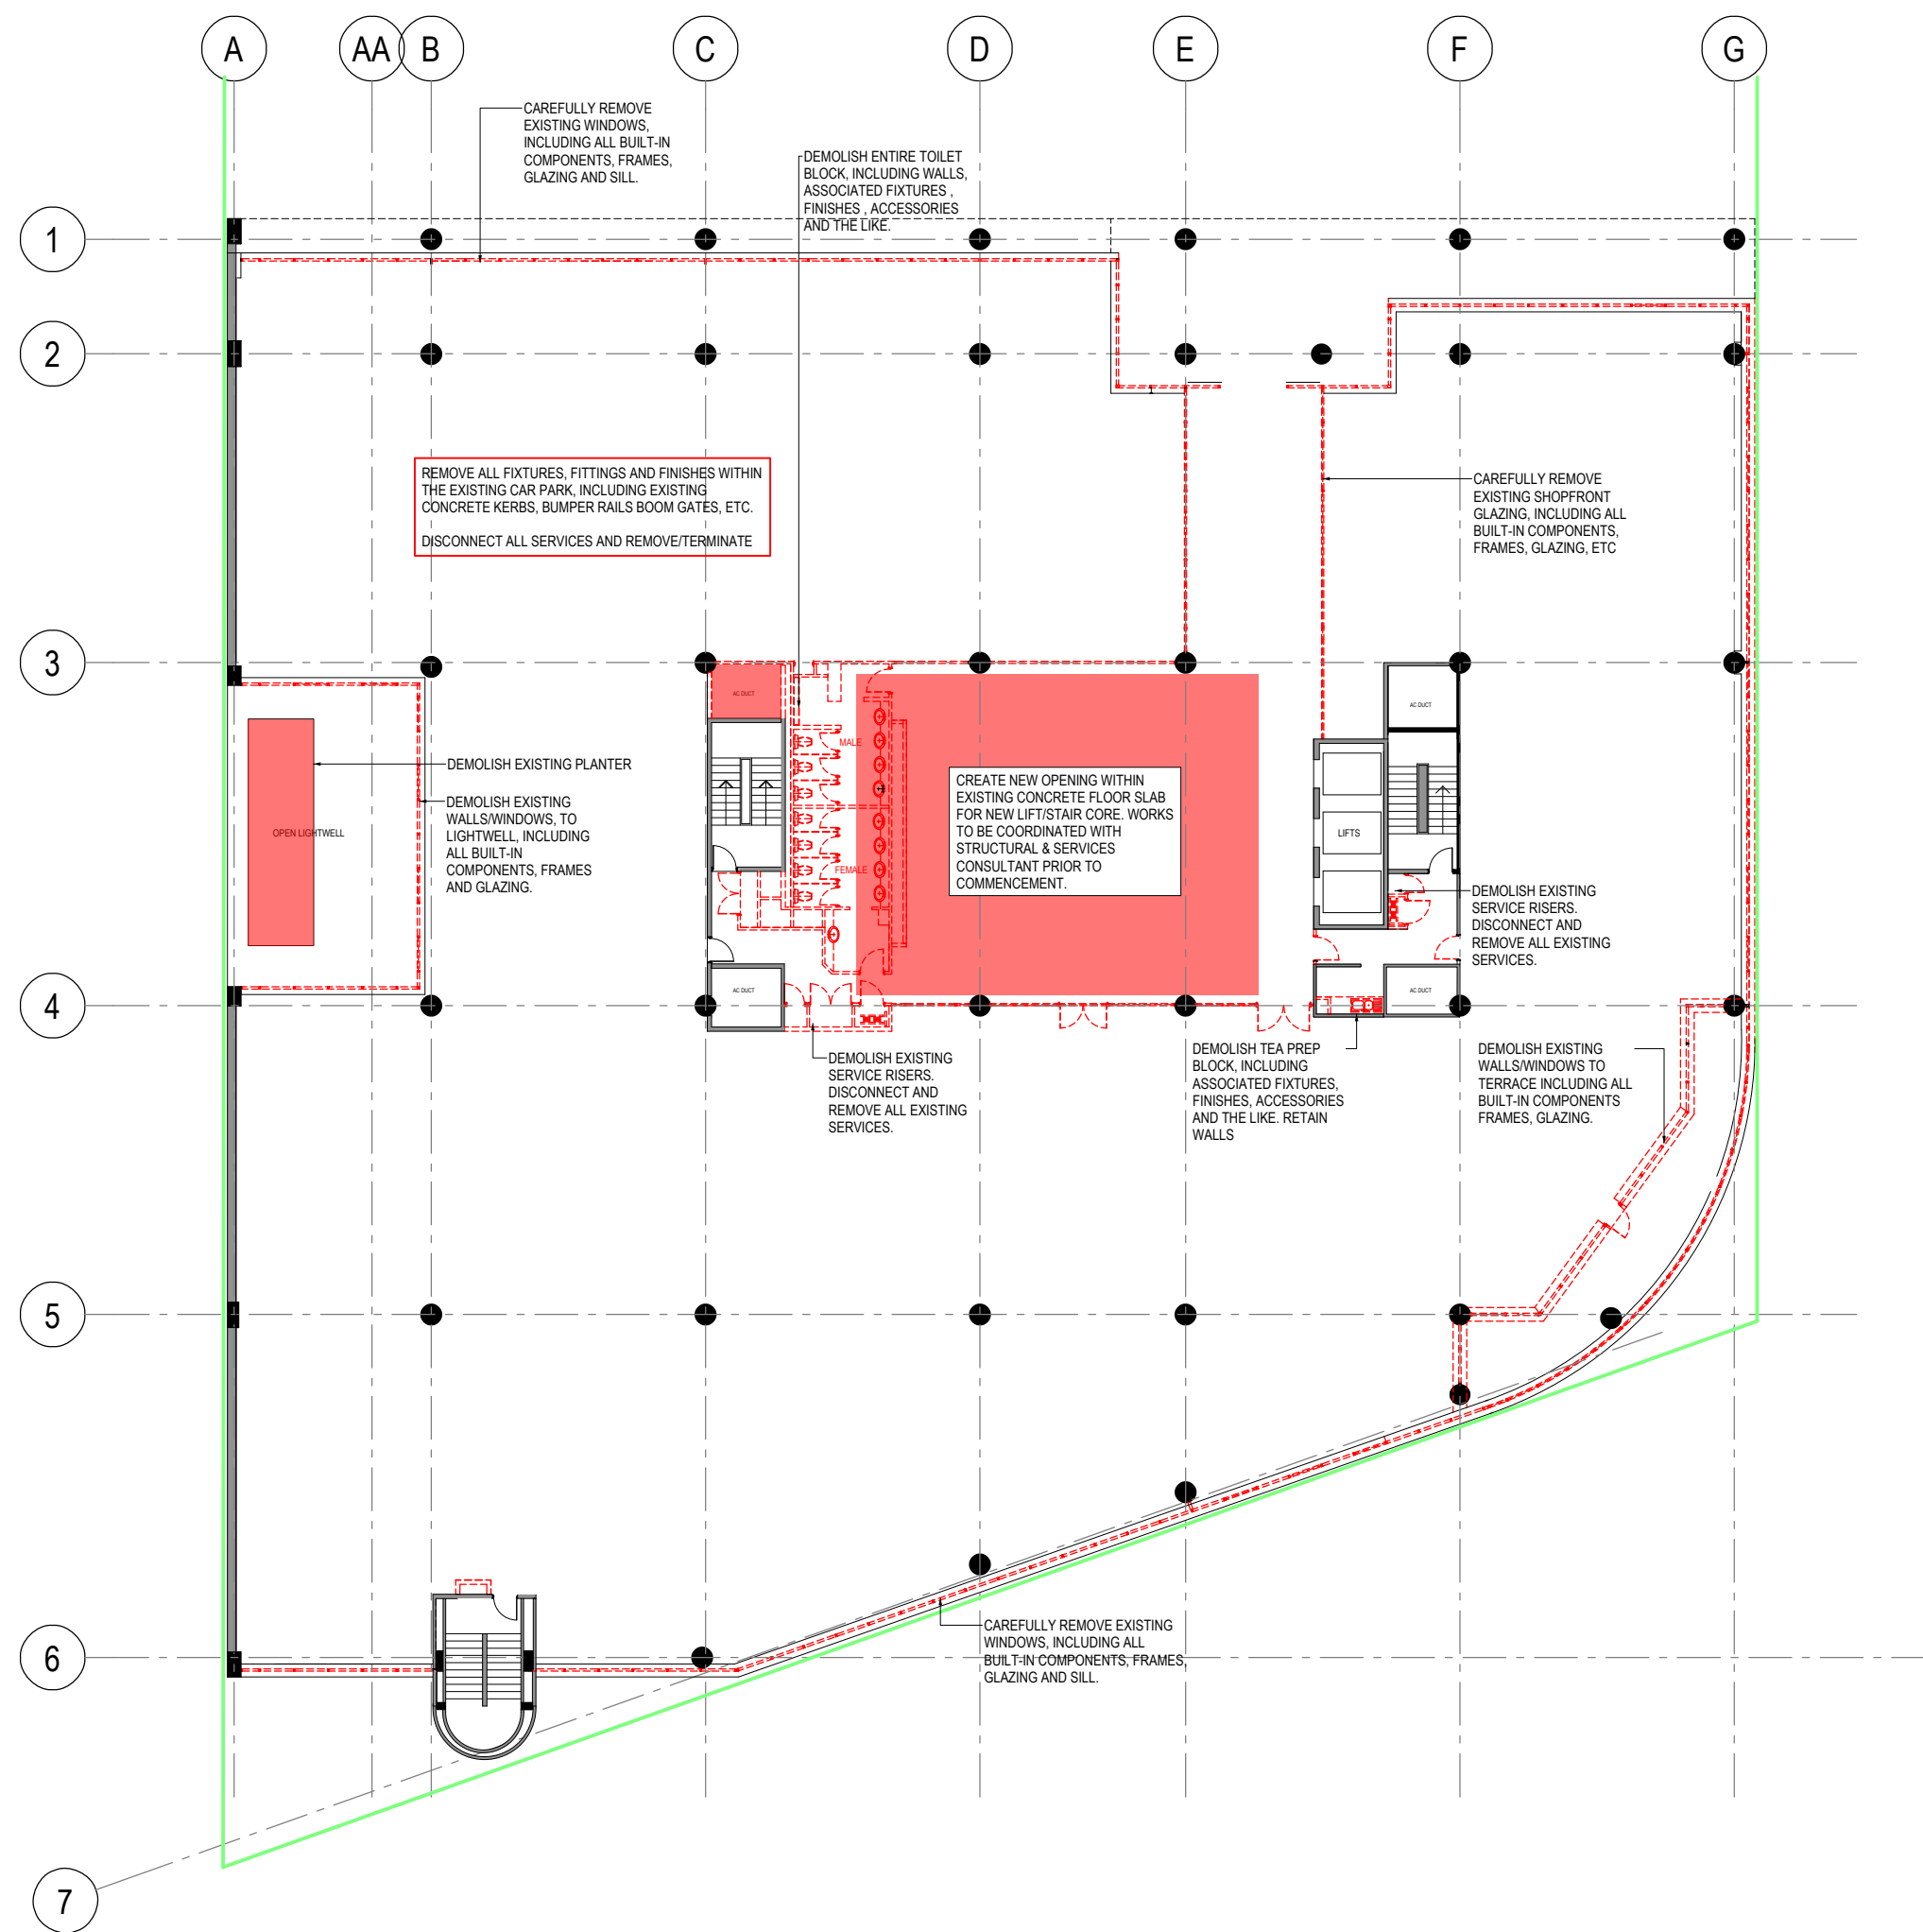 A
AA
B
C
D
E
F
G
CAREFULLY REMOVE
EXISTING WINDOWS,
INCLUDING ALL BUILT-IN
COMPONENTS, FRAMES,
GLAZING AND SILL.
DEMOLISH ENTIRE TOILET
BLOCK, INCLUDING WALLS,
ASSOCIATED FIXTURES ,
FINISHES , ACCESSORIES
AND THE LIKE.
1
2
REMOVE ALL FIXTURES, FITTINGS AND FINISHES WITHIN
THE EXISTING CAR PARK, INCLUDING EXISTING
CONCRETE KERBS, BUMPER RAILS BOOM GATES, ETC.
DISCONNECT ALL SERVICES AND REMOVE/TERMINATE
CAREFULLY REMOVE
EXISTING SHOPFRONT
GLAZING, INCLUDING ALL
BUILT-IN COMPONENTS,
FRAMES, GLAZING, ETC
3
AC DUCT
AC DUCT
MALE
DEMOLISH EXISTING PLANTER
DEMOLISH EXISTING
WALLS/WINDOWS, TO
LIGHTWELL, INCLUDING
ALL BUILT-IN
COMPONENTS, FRAMES
AND GLAZING.
OPEN LIGHTWELL
CREATE NEW OPENING WITHIN
EXISTING CONCRETE FLOOR SLAB
FOR NEW LIFT/STAIR CORE. WORKS
TO BE COORDINATED WITH
STRUCTURAL & SERVICES
CONSULTANT PRIOR TO
COMMENCEMENT.
LIFTS
FEMALE
DEMOLISH EXISTING
SERVICE RISERS.
DISCONNECT AND
REMOVE ALL EXISTING
SERVICES.
AC DUCT
AC DUCT
4
DEMOLISH EXISTING
SERVICE RISERS.
DISCONNECT AND
REMOVE ALL EXISTING
SERVICES.
DEMOLISH TEA PREP
BLOCK, INCLUDING
ASSOCIATED FIXTURES,
FINISHES, ACCESSORIES
AND THE LIKE. RETAIN
WALLS
DEMOLISH EXISTING
WALLS/WINDOWS TO
TERRACE INCLUDING ALL
BUILT-IN COMPONENTS
FRAMES, GLAZING.
5
CAREFULLY REMOVE EXISTING
WINDOWS, INCLUDING ALL
BUILT-IN COMPONENTS, FRAMES,
GLAZING AND SILL.
6
7